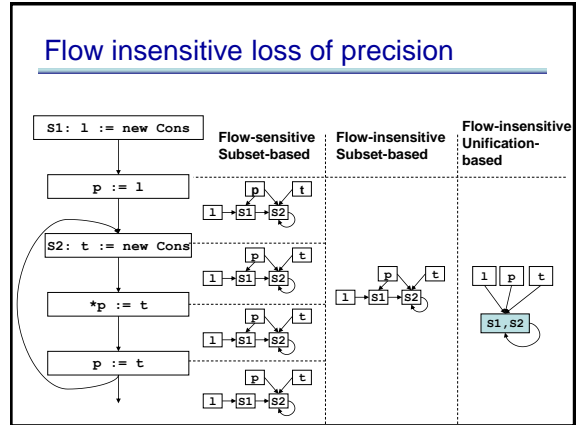 Flow insensitive loss of precision
S1: l := new Cons
p := l
S2: t := new Cons
*p := t
p := t
Flow-sensitive
Subset-based
Flow-insensitive
Subset-based
Flow-insensitive
Unification-
based
p t
l S1 S2
p t
l S1 S2
p t
l S1 S2
p t
l S1 S2
p t
l S1 S2
l p t
S1,S2